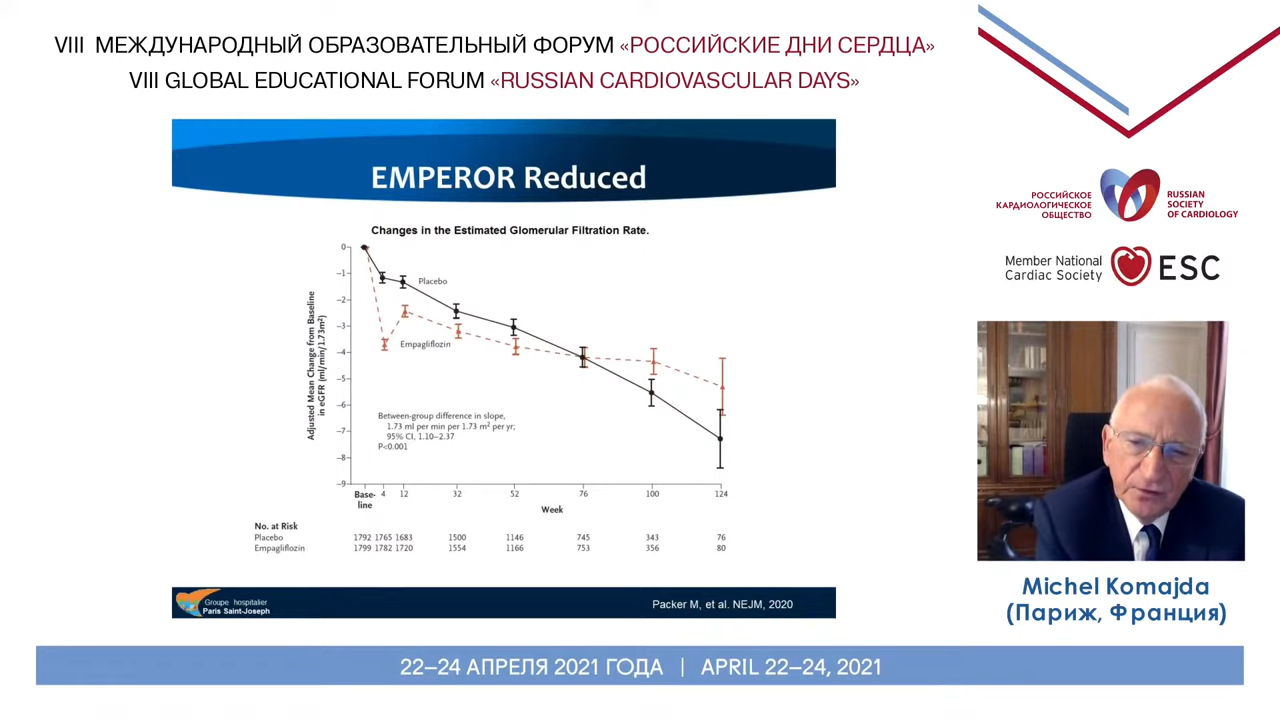 VIII МЕЖДУНАРОДНЫЙ ОБРАЗОВАТЕЛЬНЫЙ ФОРУМ «РОССИЙСКИЕ ДНИ СЕРДЦА»
VIII GLOBAL EDUCATIONAL FORUM «RUSSIAN CARDIOVASCULAR DAYS»
EMPEROR Reduced
Changes in the Estimated Glomerular Filtration Rate.
Adjusted Mean Change from Baseline
in eGFR (ml/min/1.73m²)
0
−1
−2
−3
−4
−5
−6
−7
−8
−9
Placebo
Empagliflozin
Between-group difference in slope,
1.73 ml per min per 1.73 m² per yr;
95% CI, 1.10–2.37
P<0.001
Base-
line
4 12 32 52 76 100 124
Week
No. at Risk
Placebo 1792 1765 1683 1500 1146 745 343 76
Empagliflozin 1799 1782 1720 1554 1166 753 356 80
Groupe hospitalier
Paris Saint-Joseph
Packer M, et al. NEJM, 2020
РОССИЙСКОЕ
КАРДИОЛОГИЧЕСКОЕ
ОБЩЕСТВО
RUSSIAN
SOCIETY
OF CARDIOLOGY
Member National
Cardiac Society
ESC
Michel Komajda
(Париж, Франция)
22–24 АПРЕЛЯ 2021 ГОДА | APRIL 22–24, 2021